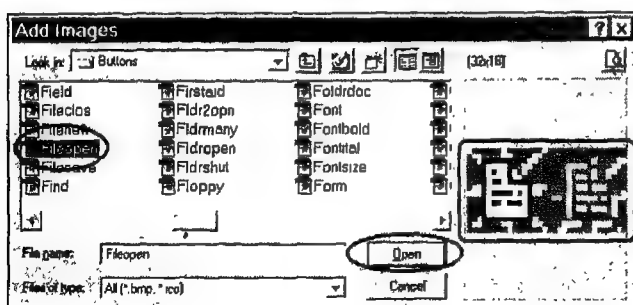 Add Images
Look in: Buttons [32x16]
Field Firstaid Foldrdoc
Fileclos Fldr2opn Font
Fldrmany Fontbold
Fileopen Fldropen Fontital
Filesave Fldrshut Fontsize
Find Floppy Form
File name: Fileopen Open
Files of type: All (*.bmp, *.ico) Cancel